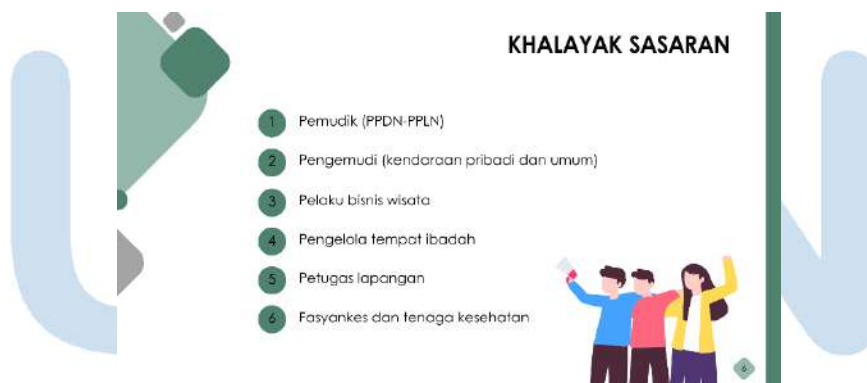 KHALAYAK SASARAN
1 Pemudik (PPDN-PPLN)
2 Pengemudi (kendaraan pribadi dan umum)
3 Pelaku bisnis wisata
4 Pengelola tempat ibadah
5 Petugas lapangan
6 Fasyankes dan tenaga kesehatan
6